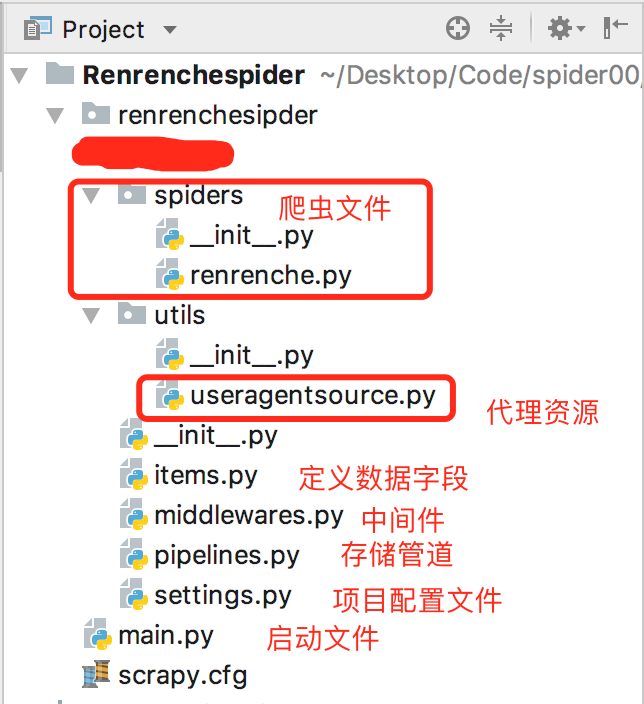 Project
Renrenchespider ~/Desktop/Code/spider00/
renrenchesipder
spiders
爬虫文件
__init__.py
renrenche.py
utils
__init__.py
useragentsource.py
代理资源
__init__.py
items.py 定义数据字段
middlewares.py 中间件
pipelines.py 存储管道
settings.py 项目配置文件
main.py 启动文件
scrapy.cfg